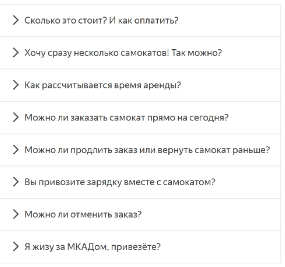 Сколько это стоит? И как оплатить?
Хочу сразу несколько самокатов! Так можно?
Как рассчитывается время аренды?
Можно ли заказать самокат прямо на сегодня?
Можно ли продлить заказ или вернуть самокат раньше?
Вы привозите зарядку вместе с самокатом?
Можно ли отменить заказ?
Я жизу за МКАДом, привезёте?